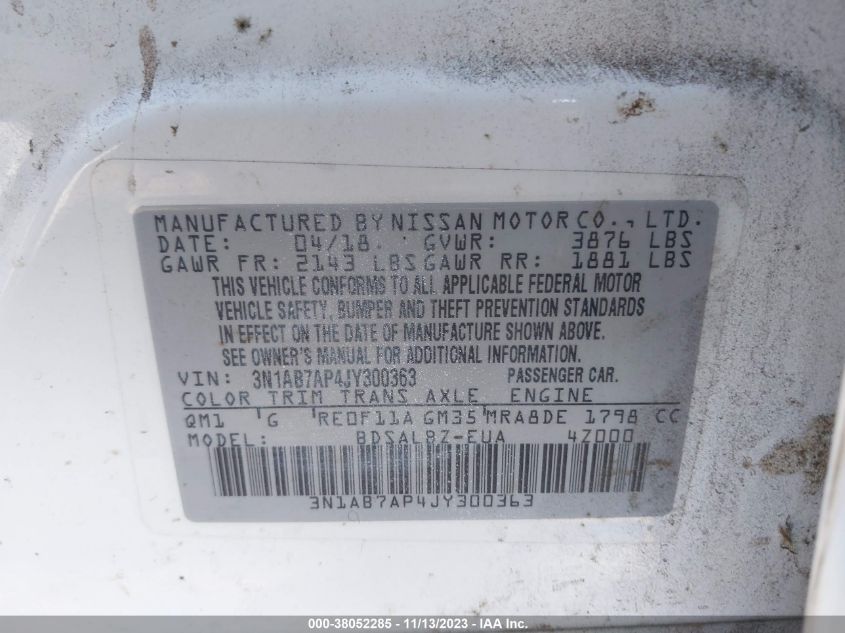 MANUFACTURED BY NISSAN MOTOR CO., LTD.
DATE: 04/18 GVWR: 3876 LBS
GAWR FR: 2143 LBS GAWR RR: 1881 LBS
THIS VEHICLE CONFORMS TO ALL APPLICABLE FEDERAL MOTOR
VEHICLE SAFETY, BUMPER AND THEFT PREVENTION STANDARDS
IN EFFECT ON THE DATE OF MANUFACTURE SHOWN ABOVE.
SEE OWNER'S MANUAL FOR ADDITIONAL INFORMATION.
VIN: 3N1AB7AP4JY300363 PASSENGER CAR.
COLOR TRIM TRANS AXLE, ENGINE
QM1 G RE0F11A GM35 MRA8DE 1798 CC
MODEL: BDSALBZ-EUA 4Z000
3N1AB7AP4JY300363
000-38052285 - 11/13/2023 - IAA Inc.